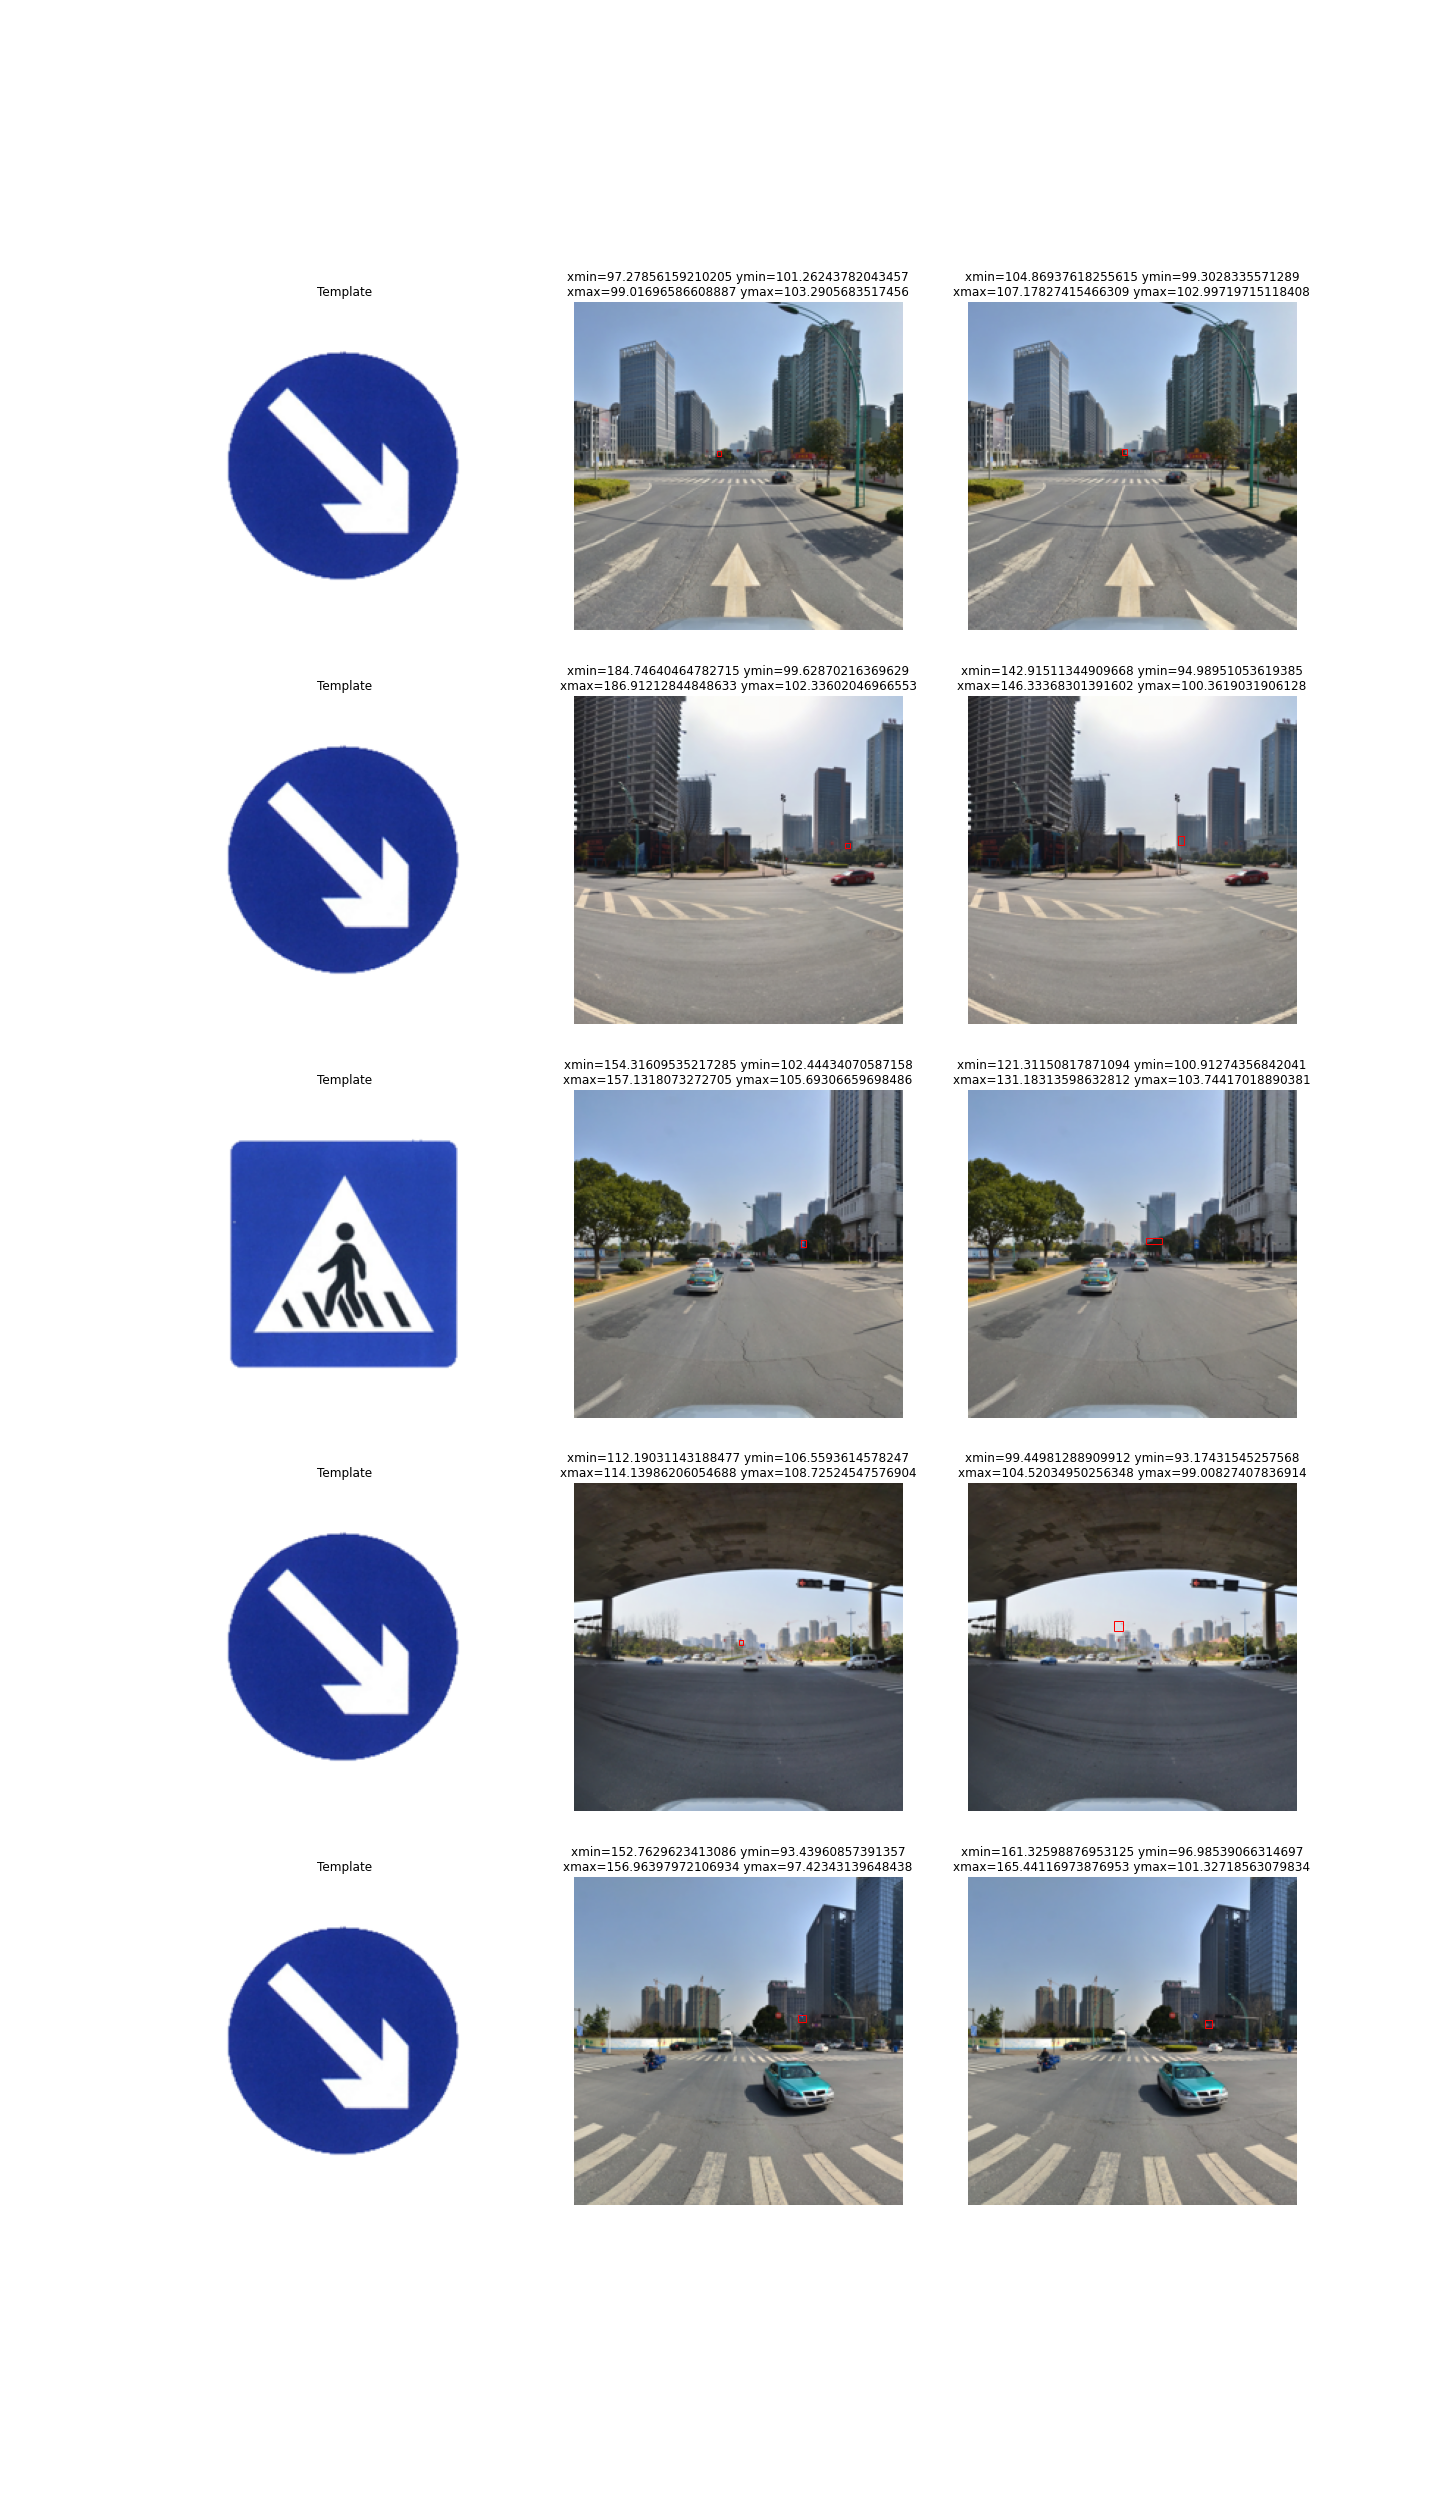 Template
xmin=97.27856159210205 ymin=101.26243782043457
xmax=99.01696586608887 ymax=103.2905683517456
xmin=104.86937618255615 ymin=99.3028335571289
xmax=107.17827415466309 ymax=102.99719715118408
Template
xmin=184.74640464782715 ymin=99.62870216369629
xmax=186.91212844848633 ymax=102.33602046966553
xmin=142.91511344909668 ymin=94.98951053619385
xmax=146.33368301391602 ymax=100.3619031906128
Template
xmin=154.31609535217285 ymin=102.44434070587158
xmax=157.1318073272705 ymax=105.69306659698486
xmin=121.31150817871094 ymin=100.91274356842041
xmax=131.18313598632812 ymax=103.74417018890381
Template
xmin=112.19031143188477 ymin=106.5593614578247
xmax=114.13986206054688 ymax=108.72524547576904
xmin=99.44981288909912 ymin=93.17431545257568
xmax=104.52034950256348 ymax=99.00827407836914
Template
xmin=152.7629623413086 ymin=93.43960857391357
xmax=156.96397972106934 ymax=97.42343139648438
xmin=161.32598876953125 ymin=96.98539066314697
xmax=165.44116973876953 ymax=101.32718563079834